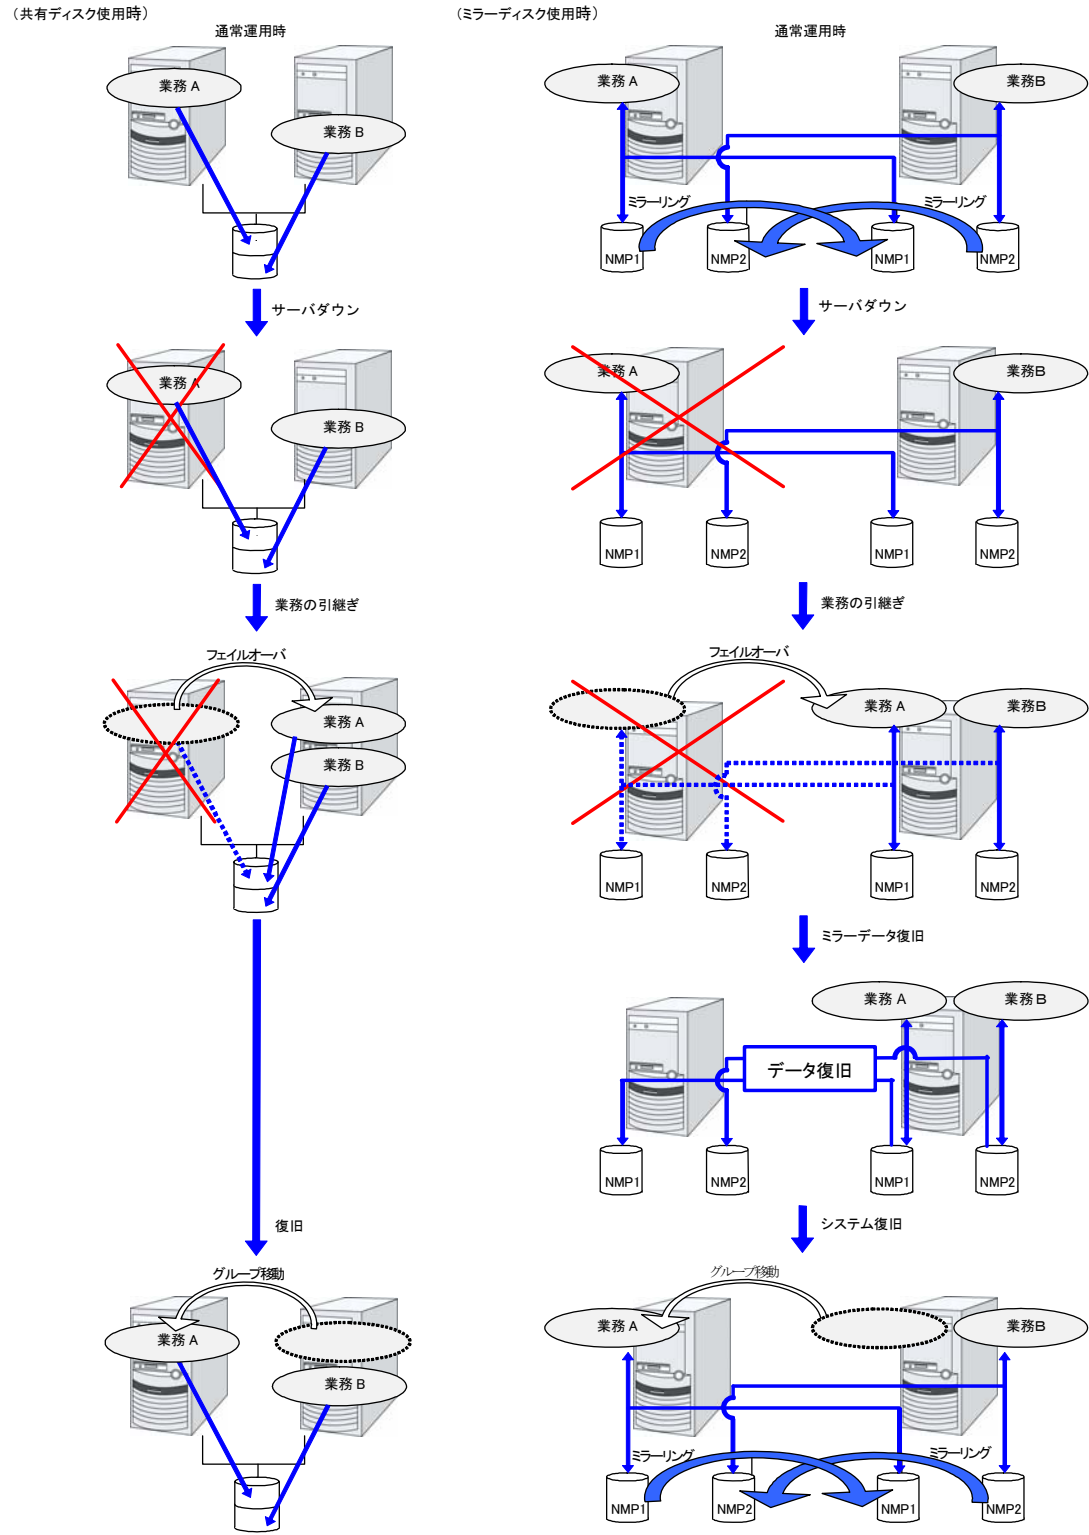 (共有ディスク使用時)
通常運用時
業務 A
業務 B
サーバダウン
業務 A
業務 B
業務の引継ぎ
フェイルオーバ
業務 A
業務 B
復旧
グループ移動
業務 A
業務 B
(ミラーディスク使用時)
通常運用時
業務 A
業務B
ミラーリング
ミラーリング
NMP1
NMP2
NMP1
NMP2
サーバダウン
業務 A
業務B
NMP1
NMP2
NMP1
NMP2
業務の引継ぎ
フェイルオーバ
業務 A
業務B
NMP1
NMP2
NMP1
NMP2
ミラーデータ復旧
業務 A
業務 B
データ復旧
NMP1
NMP2
NMP1
NMP2
システム復旧
グループ移動
業務 A
業務B
ミラーリング
ミラーリング
NMP1
NMP2
NMP1
NMP2